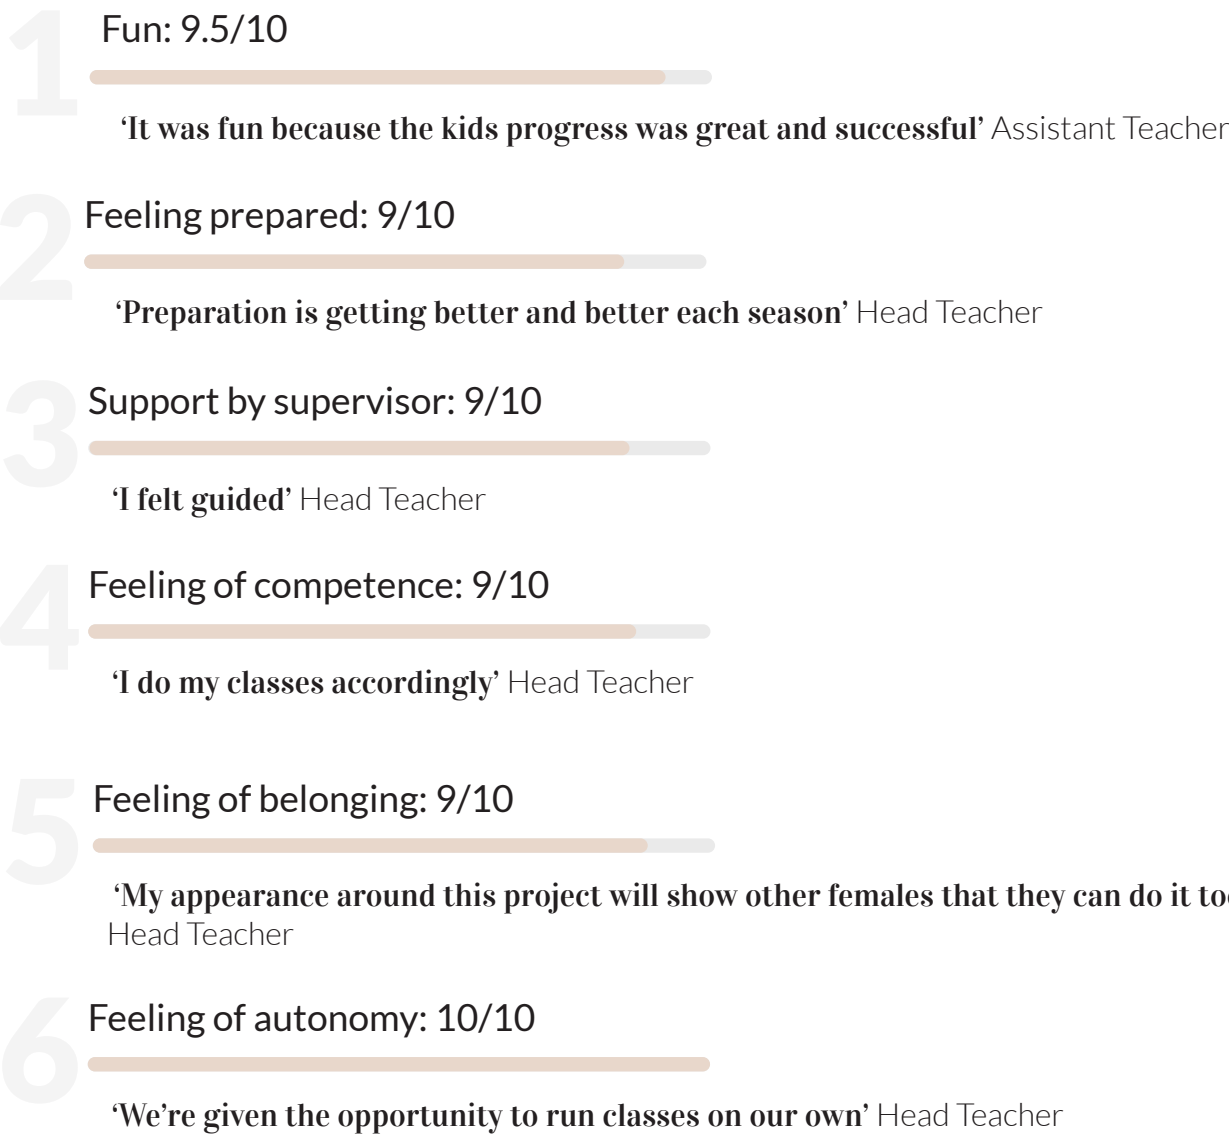 1
Fun: 9.5/10
‘It was fun because the kids progress was great and successful’ Assistant Teacher
2
Feeling prepared: 9/10
‘Preparation is getting better and better each season’ Head Teacher
3
Support by supervisor: 9/10
‘I felt guided’ Head Teacher
4
Feeling of competence: 9/10
‘I do my classes accordingly’ Head Teacher
5
Feeling of belonging: 9/10
‘My appearance around this project will show other females that they can do it too
Head Teacher
6
Feeling of autonomy: 10/10
‘We’re given the opportunity to run classes on our own’ Head Teacher